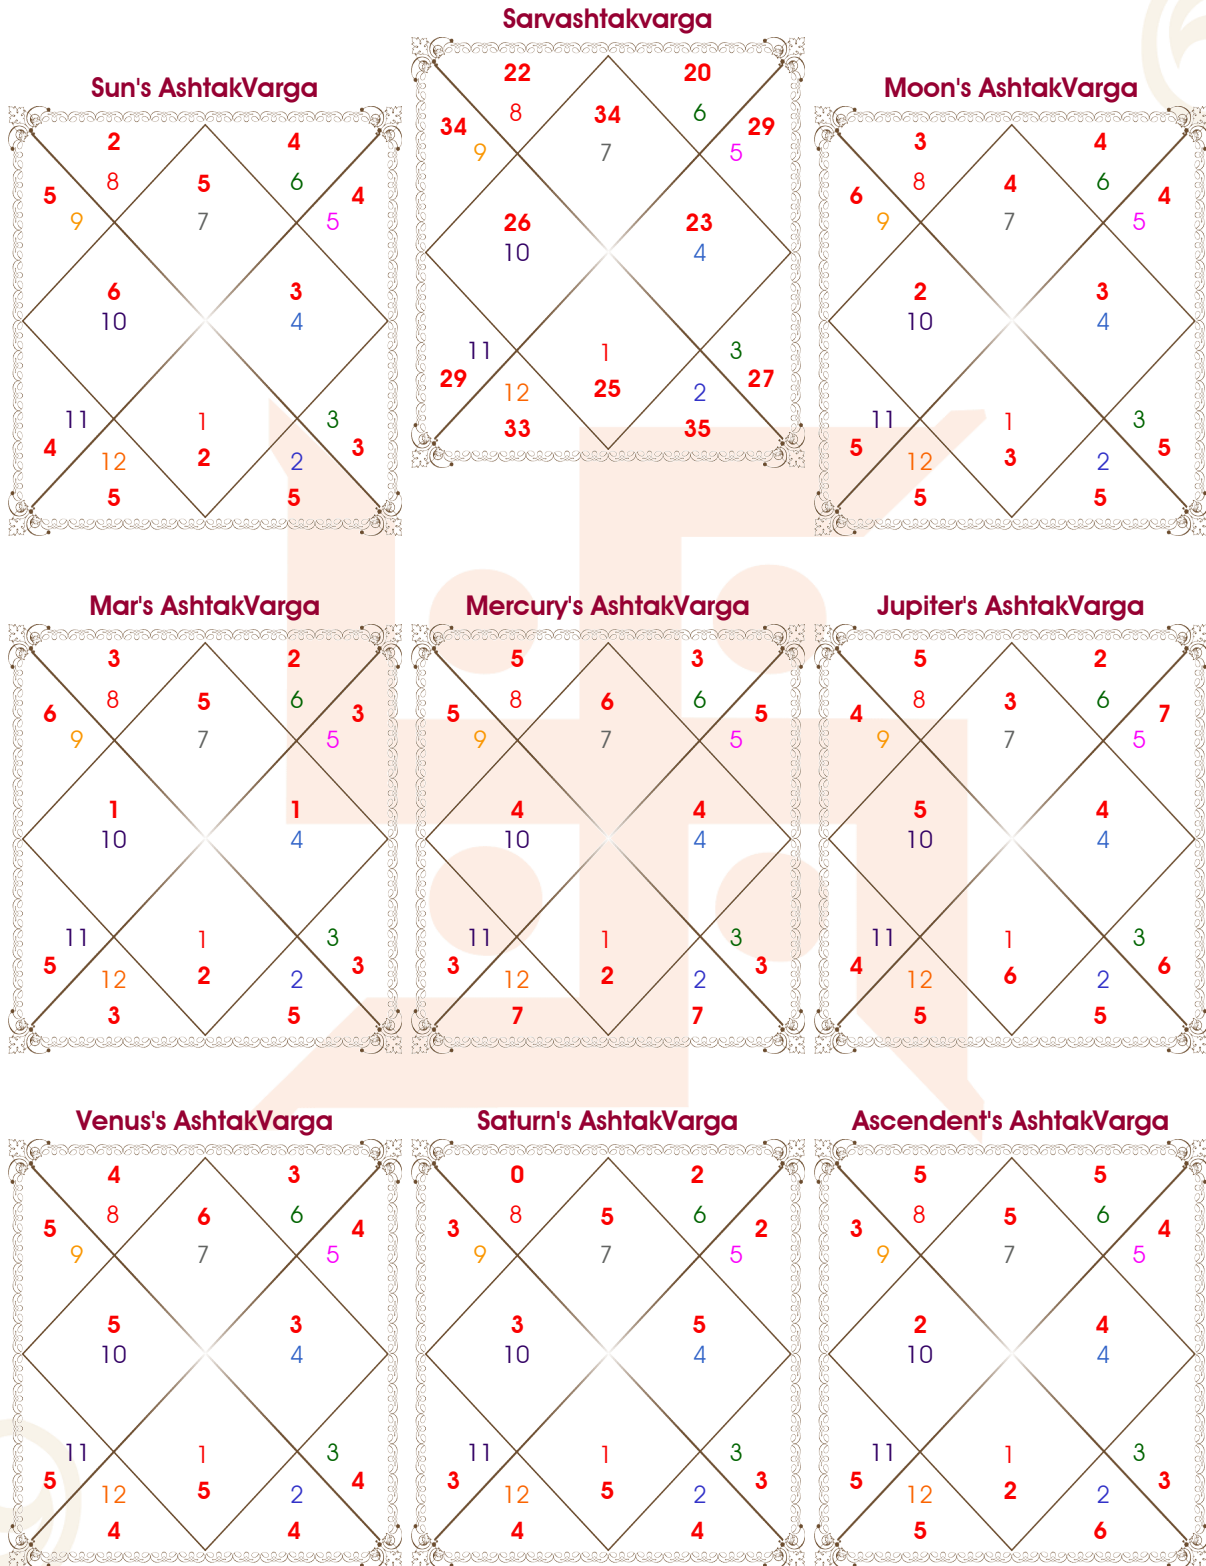 Sarvashtakvarga
22 20
8 34 6
34 29
9 7 5
26 23
10 4
11 1 3
29 25 27
12 2
33 35
Sun's AshtakVarga
2 4
8 5 6
5 4
9 7 5
6 3
10 4
11 1 3
4 2 3
12 2
5 5
Moon's AshtakVarga
3 4
8 4 6
6 4
9 7 5
2 3
10 4
11 1 3
5 3 5
12 2
5 5
Mar's AshtakVarga
3 2
8 5 6
6 3
9 7 5
1 1
10 4
11 1 3
5 2 3
12 2
3 5
Mercury's AshtakVarga
5 3
8 6 6
5 5
9 7 5
4 4
10 4
11 1 3
3 2 3
12 2
7 7
Jupiter's AshtakVarga
5 2
8 3 6
4 7
9 7 5
5 4
10 4
11 1 3
4 6 6
12 2
5 5
Venus's AshtakVarga
4 3
8 6 6
5 4
9 7 5
5 3
10 4
11 1 3
5 5 4
12 2
4 4
Saturn's AshtakVarga
0 2
8 5 6
3 2
9 7 5
3 5
10 4
11 1 3
3 5 3
12 2
4 4
Ascendent's AshtakVarga
5 5
8 5 6
3 4
9 7 5
2 4
10 4
11 1 3
5 2 3
12 2
5 6